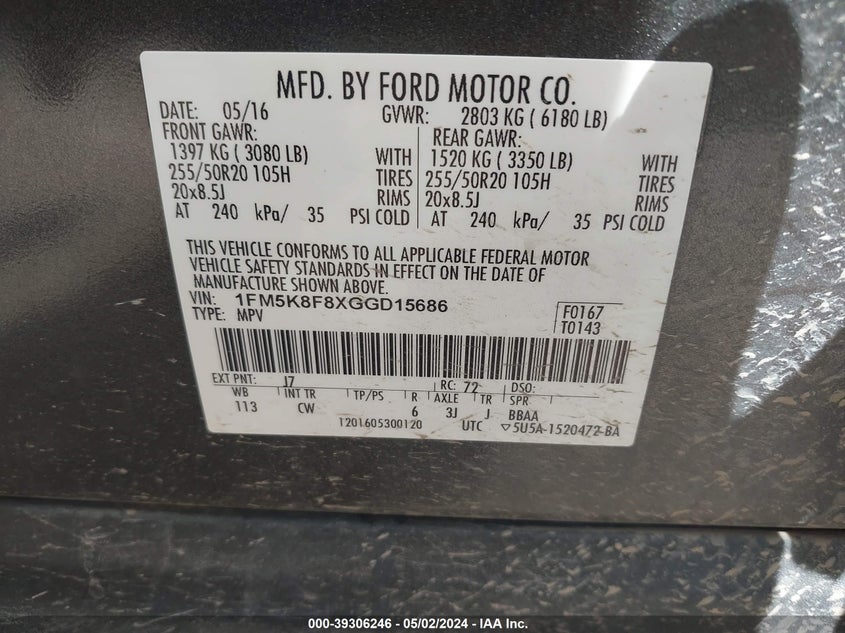 MFD. BY FORD MOTOR CO.
DATE: 05/16 GVWR: 2803 KG ( 6180 LB)
FRONT GAWR: REAR GAWR:
1397 KG ( 3080 LB) WITH 1520 KG ( 3350 LB) WITH
255/50R20 105H TIRES 255/50R20 105H TIRES
20x8.5J RIMS 20x8.5J RIMS
AT 240 kPa/ 35 PSI COLD AT 240 kPa/ 35 PSI COLD
THIS VEHICLE CONFORMS TO ALL APPLICABLE FEDERAL MOTOR
VEHICLE SAFETY STANDARDS IN EFFECT ON THE DATE OF
MANUFACTURE SHOWN ABOVE.
VIN: 1FM5K8F8XGGD15686 F0167
TYPE: MPV T0143
EXT PNT: J7 RC: 72 DSO:
WB INT TR TP/PS R AXLE TR SPR
113 CW 6 3J J BBAA
1201605300120 UTC ▽5U5A-1520472-BA
000-39306246 - 05/02/2024 - IAA Inc.